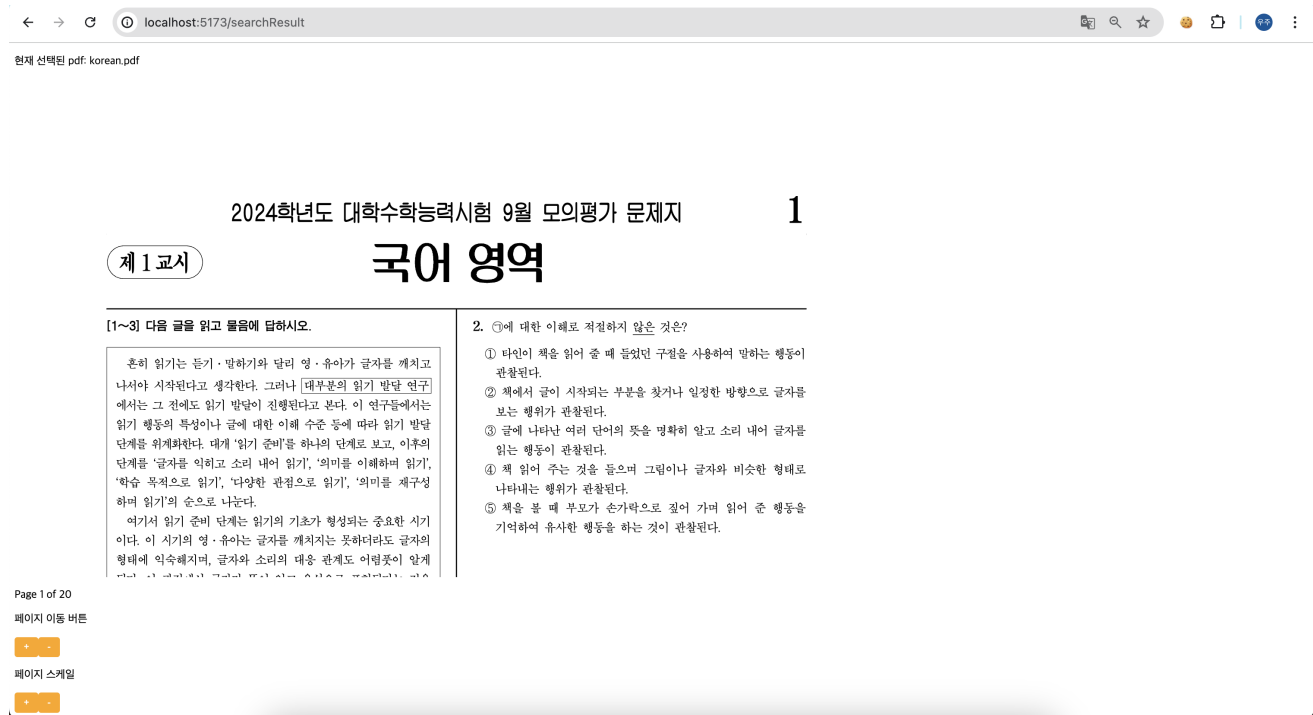 localhost:5173/searchResult
우주
현재 선택된 pdf: korean.pdf
2024학년도 대학수학능력시험 9월 모의평가 문제지
1
제 1 교시
국어 영역
[1~3] 다음 글을 읽고 물음에 답하시오.
흔히 읽기는 듣기 · 말하기와 달리 영 · 유아가 글자를 깨치고
나서야 시작된다고 생각한다. 그러나 대부분의 읽기 발달 연구
에서는 그 전에도 읽기 발달이 진행된다고 본다. 이 연구들에서는
읽기 행동의 특성이나 글에 대한 이해 수준 등에 따라 읽기 발달
단계를 위계화한다. 대개 ‘읽기 준비’를 하나의 단계로 보고, 이후의
단계를 ‘글자를 익히고 소리 내어 읽기’, ‘의미를 이해하며 읽기’,
‘학습 목적으로 읽기’, ‘다양한 관점으로 읽기’, ‘의미를 재구성
하며 읽기’의 순으로 나눈다.
여기서 읽기 준비 단계는 읽기의 기초가 형성되는 중요한 시기
이다. 이 시기의 영 · 유아는 글자를 깨치지는 못하더라도 글자의
형태에 익숙해지며, 글자와 소리의 대응 관계도 어렴풋이 알게
2. ㉠에 대한 이해로 적절하지 않은 것은?
① 타인이 책을 읽어 줄 때 들었던 구절을 사용하여 말하는 행동이
관찰된다.
② 책에서 글이 시작되는 부분을 찾거나 일정한 방향으로 글자를
보는 행위가 관찰된다.
③ 글에 나타난 여러 단어의 뜻을 명확히 알고 소리 내어 글자를
읽는 행동이 관찰된다.
④ 책 읽어 주는 것을 들으며 그림이나 글자와 비슷한 형태로
나타내는 행위가 관찰된다.
⑤ 책을 볼 때 부모가 손가락으로 짚어 가며 읽어 준 행동을
기억하여 유사한 행동을 하는 것이 관찰된다.
Page 1 of 20
페이지 이동 버튼
+ -
페이지 스케일
+ -